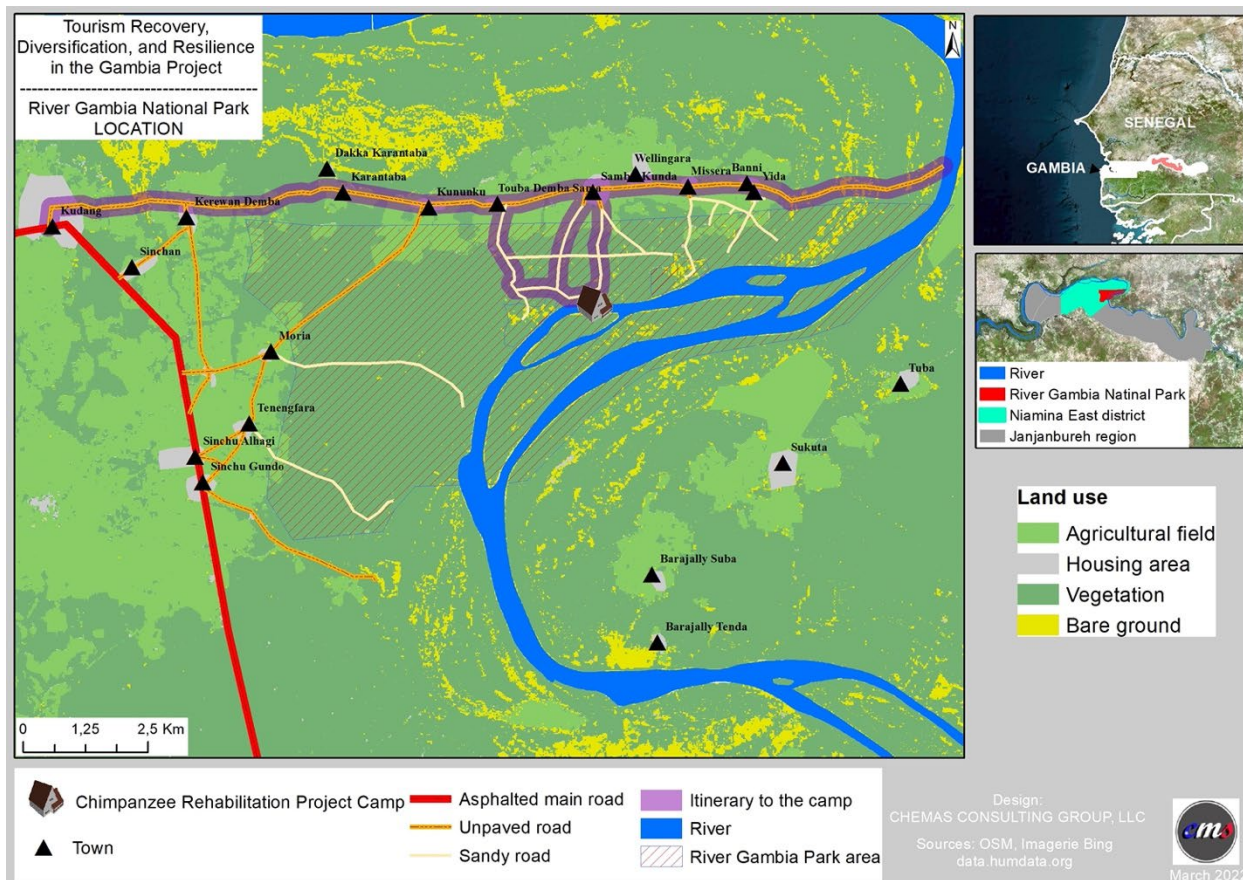 Tourism Recovery,
Diversification, and Resilience
in the Gambia Project
------------------------------------
River Gambia National Park
LOCATION
N
Dakka Karantaba
Karantaba
Kununku
Touba Demba Sama
Samba Kunda
Wellingara
Missera
Banni
Yida
Kudang
Kerewan Demba
Sinchan
Moria
Tenengfara
Sinchu Alhagi
Sinchu Gundo
Tuba
Sukuta
Barajally Suba
Barajally Tenda
0 1,25 2,5 Km
SENEGAL
GAMBIA
River
River Gambia Natinal Park
Niamina East district
Janjanbureh region
Land use
Agricultural field
Housing area
Vegetation
Bare ground
Chimpanzee Rehabilitation Project Camp
Town
Asphalted main road
Unpaved road
Sandy road
Itinerary to the camp
River
River Gambia Park area
Design:
CHEMAS CONSULTING GROUP, LLC
Sources: OSM, Imagerie Bing
data.humdata.org
cms
March 2022